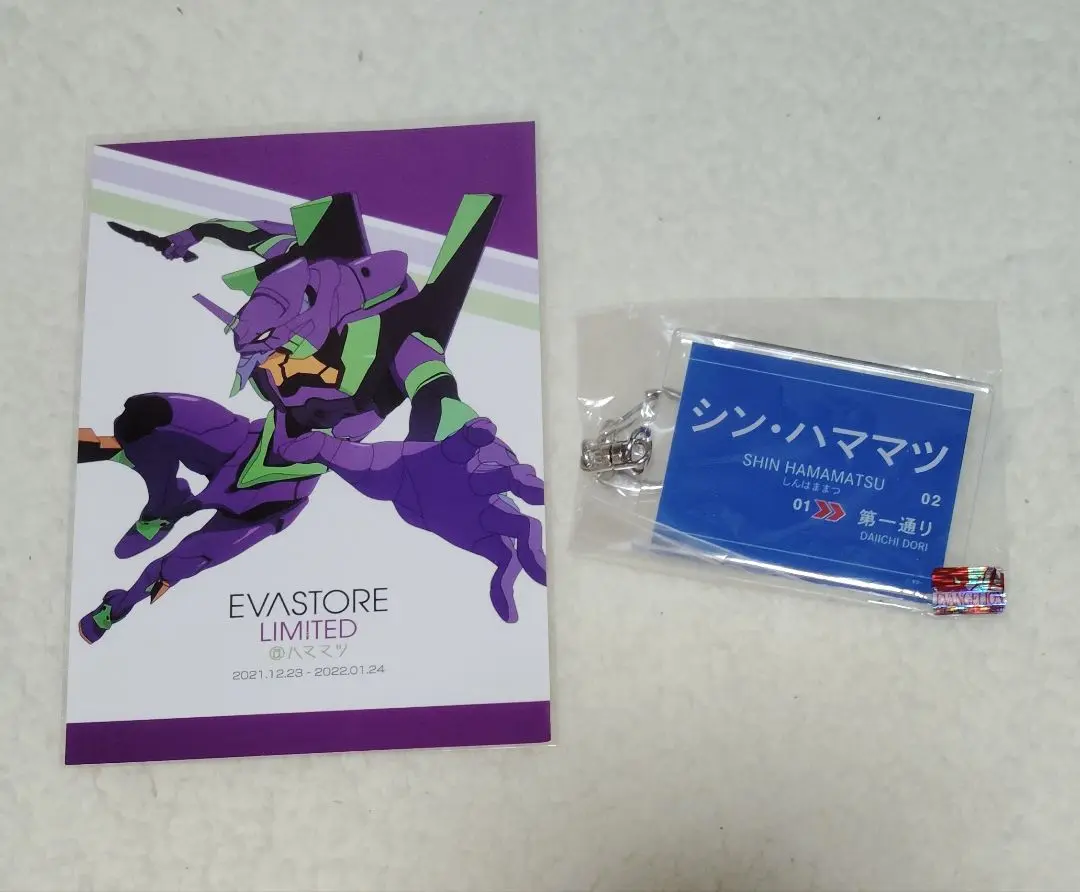 EVASTORE
LIMITED
@ハママツ
2021.12.23 - 2022.01.24
シン・ハママツ
SHIN HAMAMATSU
しんはままつ
02
01
第一通り
DAIICHI DORI
EVANGELION